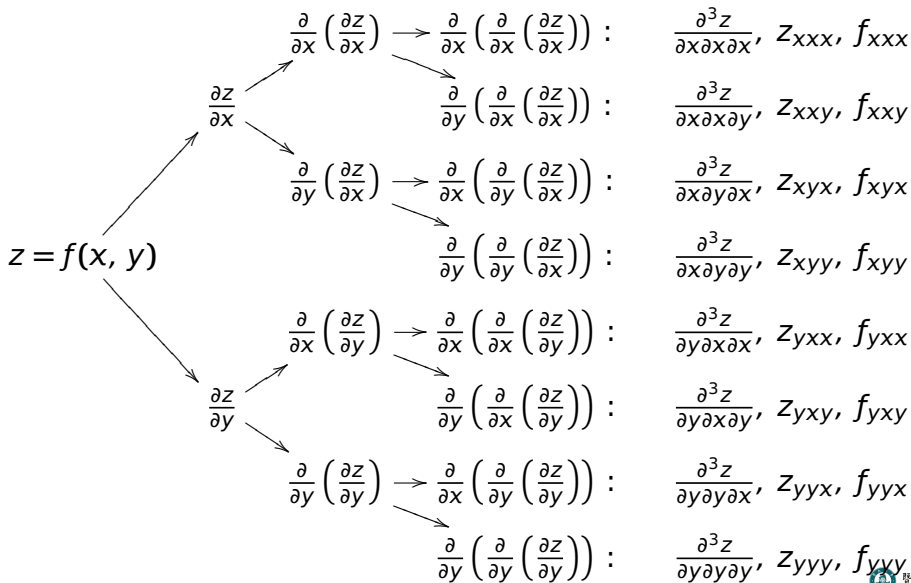 ∂/∂x (∂z/∂x) → ∂/∂x (∂/∂x (∂z/∂x)) : ∂³z/∂x∂x∂x, z_xxx, f_xxx
∂z/∂x
∂/∂y (∂/∂x (∂z/∂x)) : ∂³z/∂x∂x∂y, z_xxy, f_xxy
∂/∂y (∂z/∂x) → ∂/∂x (∂/∂y (∂z/∂x)) : ∂³z/∂x∂y∂x, z_xyx, f_xyx
z = f(x, y)
∂/∂y (∂/∂y (∂z/∂x)) : ∂³z/∂x∂y∂y, z_xyy, f_xyy
∂/∂x (∂z/∂y) → ∂/∂x (∂/∂x (∂z/∂y)) : ∂³z/∂y∂x∂x, z_yxx, f_yxx
∂z/∂y
∂/∂y (∂/∂x (∂z/∂y)) : ∂³z/∂y∂x∂y, z_yxy, f_yxy
∂/∂y (∂z/∂y) → ∂/∂x (∂/∂y (∂z/∂y)) : ∂³z/∂y∂y∂x, z_yyx, f_yyx
∂/∂y (∂/∂y (∂z/∂y)) : ∂³z/∂y∂y∂y, z_yyy, f_yyy